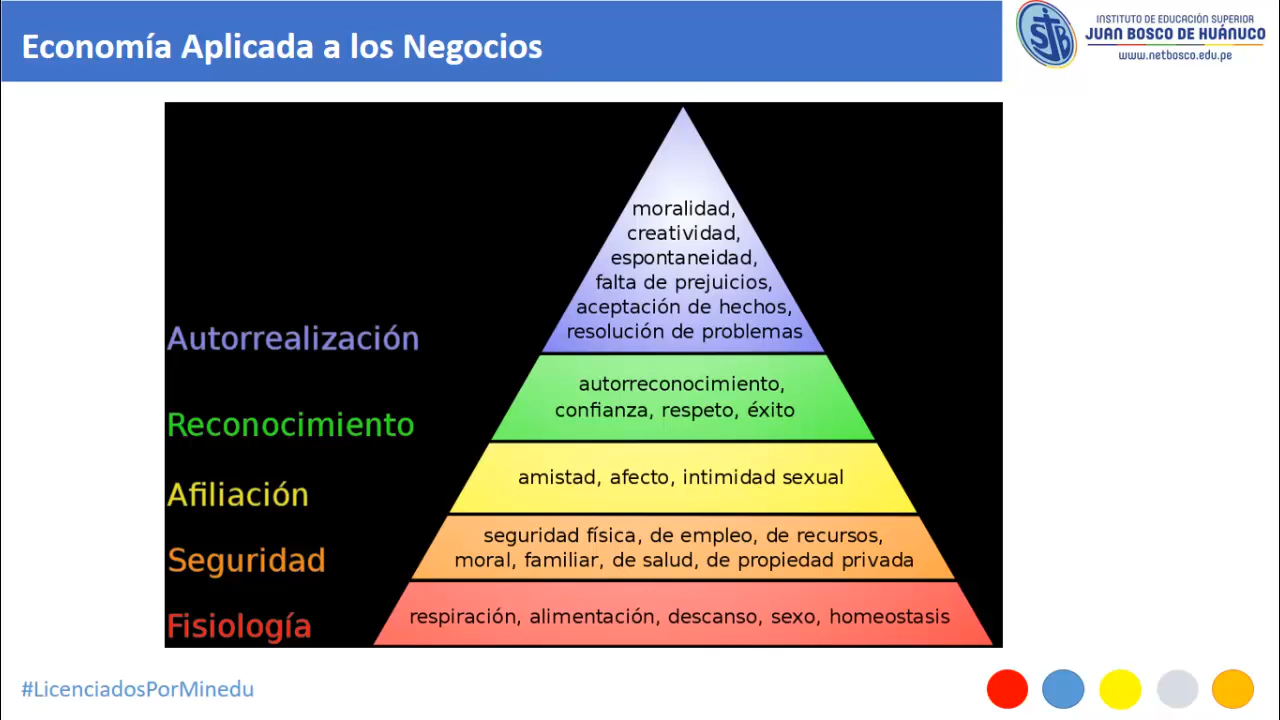 Economía Aplicada a los Negocios
INSTITUTO DE EDUCACIÓN SUPERIOR
JUAN BOSCO DE HUÁNUCO
www.netbosco.edu.pe
SJB
moralidad,
creatividad,
espontaneidad,
falta de prejuicios,
aceptación de hechos,
resolución de problemas
Autorrealización
autorreconocimiento,
confianza, respeto, éxito
Reconocimiento
amistad, afecto, intimidad sexual
Afiliación
seguridad física, de empleo, de recursos,
moral, familiar, de salud, de propiedad privada
Seguridad
respiración, alimentación, descanso, sexo, homeostasis
Fisiología
#LicenciadosPorMinedu